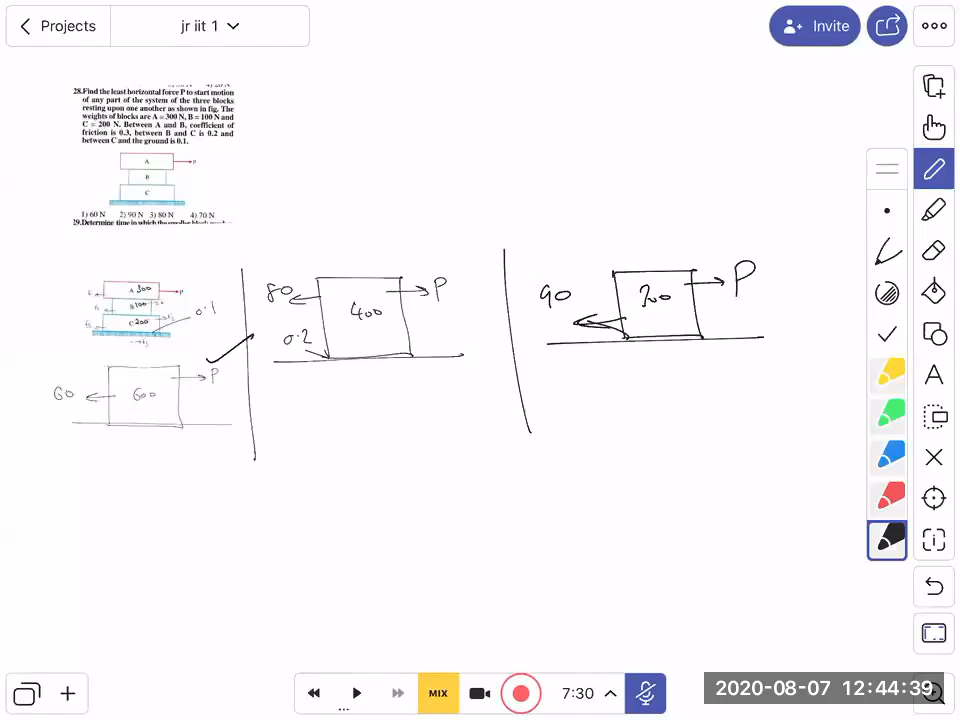 Projects
jr iit 1
Invite
28.Find the least horizontal force P to start motion
of any part of the system of the three blocks
resting upon one another as shown in fig. The
weights of blocks are A = 300 N, B = 100 N and
C = 200 N. Between A and B, coefficient of
friction is 0.3, between B and C is 0.2 and
between C and the ground is 0.1.
A
P
B
C
1) 60 N 2) 90 N 3) 80 N 4) 70 N
29.Determine time in which the smaller block
A 300
P
B 100
C 200
0.1
60
600
P
80
400
P
0.2
90
300
P
A
MIX
7:30
2020-08-07 12:44:39